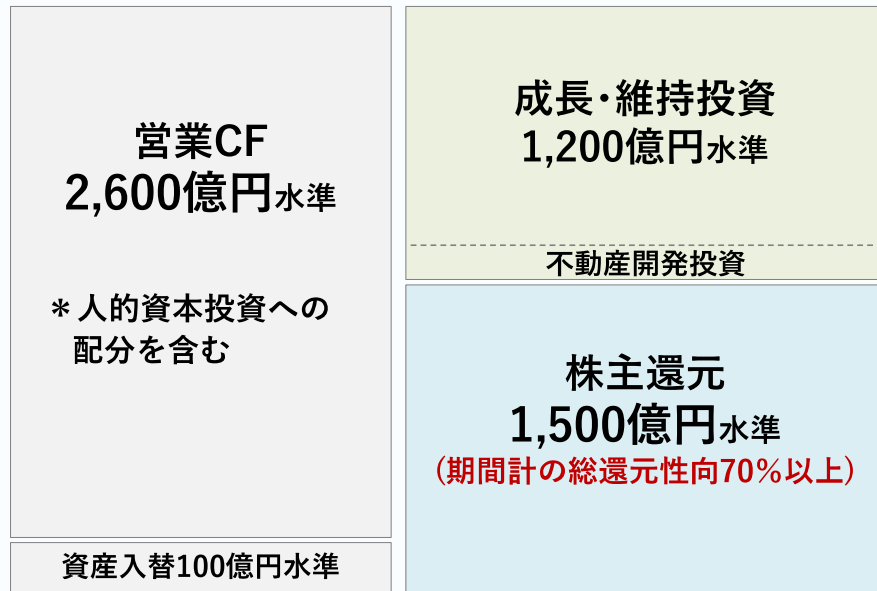 営業CF
2,600億円水準
＊人的資本投資への
配分を含む
資産入替100億円水準
成長・維持投資
1,200億円水準
不動産開発投資
株主還元
1,500億円水準
（期間計の総還元性向70％以上）